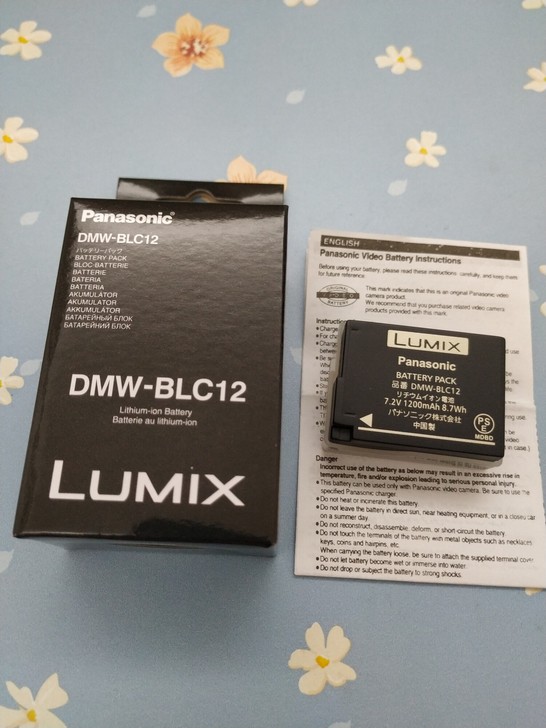 Panasonic
DMW-BLC12
バッテリーパック
BATTERY PACK
BLOC-BATTERIE
BATTERIE
BATERIA
BATTERIA
AKUMULATOR
AKUMULÁTOR
AKKUMULÁTOR
БАТАРЕЙНЫЙ БЛОК
БАТАРЕЙНИЙ БЛОК
DMW-BLC12
Lithium-ion Battery
Batterie au lithium-ion
LUMIX
ENGLISH
Panasonic Video Battery Instructions
Before using your battery, please read these instructions carefully, and keep them
for future reference.
This mark indicates that this is an original Panasonic video
camera product.
We recommend that you purchase related video camera
products provided with this mark.
LUMIX
Panasonic
BATTERY PACK
品番 DMW-BLC12
リチウムイオン電池
7.2V 1200mAh 8.7Wh
パナソニック株式会社
中国製
PS
E
MDBD
Danger
Incorrect use of the battery as below may result in an excessive rise in
temperature, fire and/or explosion leading to serious personal injury.
•This battery can be used only with Panasonic video camera. Be sure to use the
specified Panasonic charger.
•Do not heat or incinerate this battery.
•Do not leave the battery in direct sun, near heating equipment, or in a closed car
on a summer day.
•Do not reconstruct, disassemble, deform, or short-circuit the battery.
•Do not touch the terminals of the battery with metal objects such as necklaces,
keys, coins and hairpins, etc.
When carrying the battery loose, be sure to attach the supplied terminal cover.
•Do not let battery become wet or immerse into water.
•Do not drop or subject the battery to strong shocks.